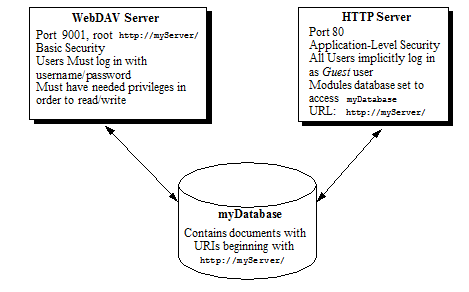 WebDAV Server
Port 9001, root http://myServer/
Basic Security
Users Must log in with
username/password
Must have needed privileges in
order to read/write
HTTP Server
Port 80
Application-Level Security
All Users implicitly log in
as Guest user
Modules database set to
access myDatabase
URL: http://myServer/
myDatabase
Contains documents with
URIs beginning with
http://myServer/